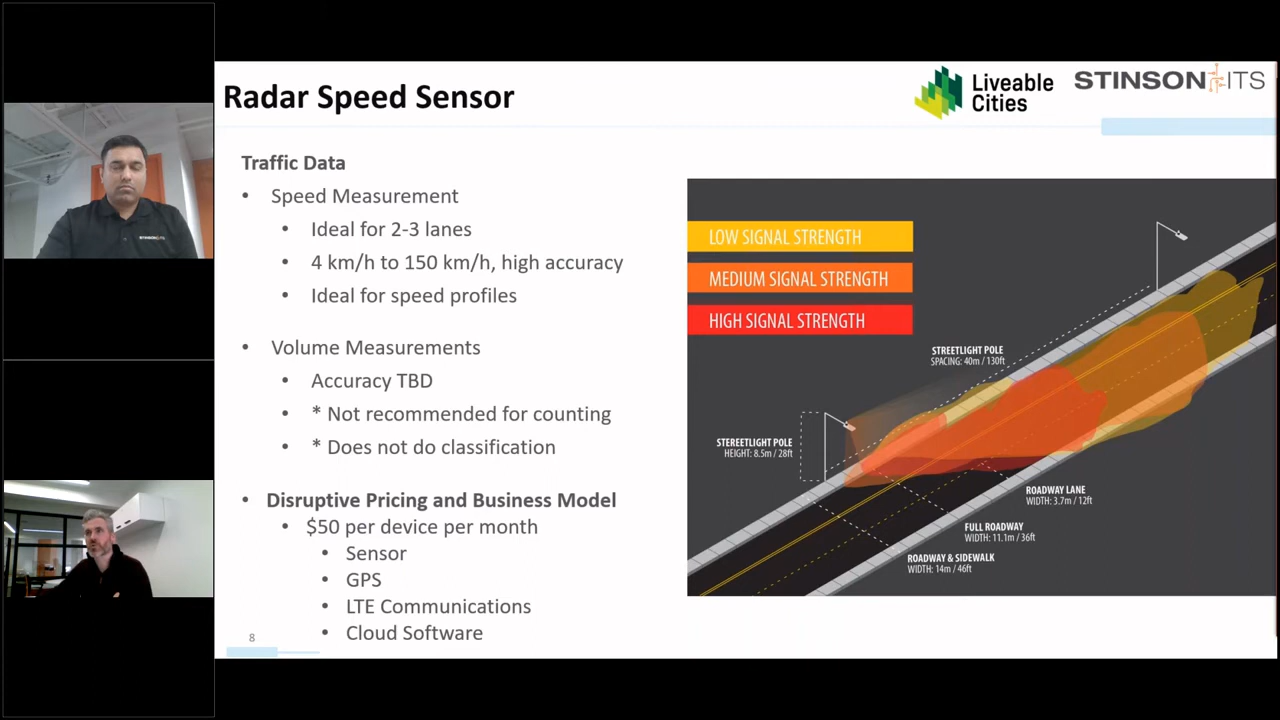 Radar Speed Sensor
Liveable
Cities
STINSON ITS
Traffic Data
• Speed Measurement
• Ideal for 2-3 lanes
• 4 km/h to 150 km/h, high accuracy
• Ideal for speed profiles
• Volume Measurements
• Accuracy TBD
• * Not recommended for counting
• * Does not do classification
• Disruptive Pricing and Business Model
• $50 per device per month
• Sensor
• GPS
• LTE Communications
• Cloud Software
8
LOW SIGNAL STRENGTH
MEDIUM SIGNAL STRENGTH
HIGH SIGNAL STRENGTH
STREETLIGHT POLE
SPACING: 40m / 130ft
STEREETLIGHT POLE
HEIGHT: 8.5m / 28ft
ROADWAY LANE
WIDTH: 3.7m / 12ft
FULL ROADWAY
WIDTH: 11.1m / 36ft
ROADWAY & SIDEWALK
WIDTH: 14m / 46ft
STINSON ITS